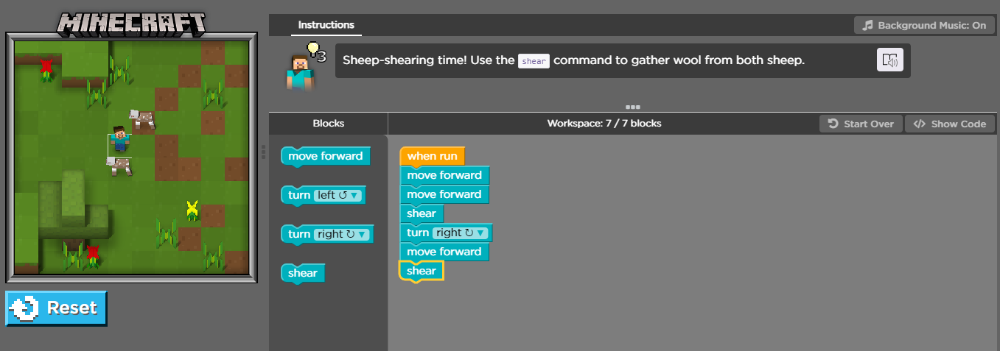 MINECRAFT
Instructions
Background Music: On
3
Sheep-shearing time! Use the shear command to gather wool from both sheep.
Blocks
Workspace: 7 / 7 blocks
Start Over
</> Show Code
move forward
turn left ↺ ▼
turn right ↻ ▼
shear
when run
move forward
move forward
shear
turn right ↻ ▼
move forward
shear
Reset